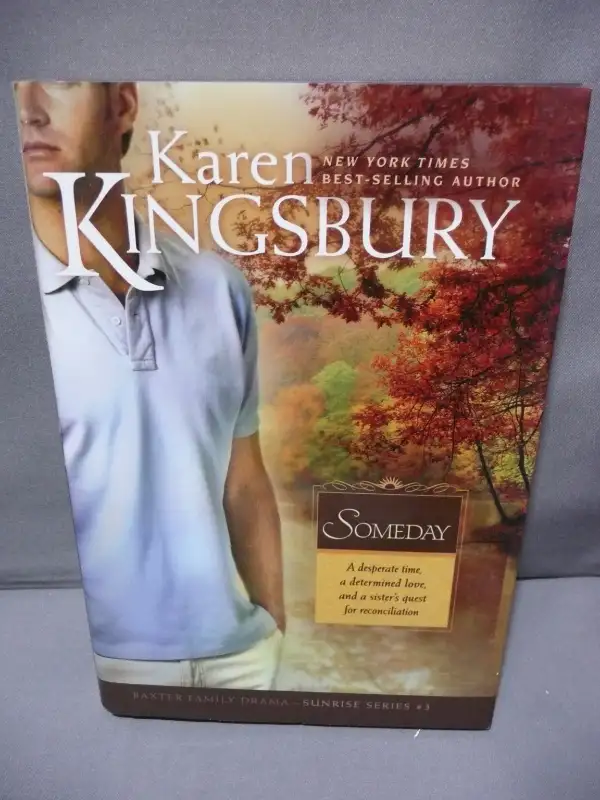 Karen
NEW YORK TIMES
BEST-SELLING AUTHOR
KINGSBURY
SOMEDAY
A desperate time,
a determined love,
and a sister's quest
for reconciliation
BAXTER FAMILY DRAMA—SUNRISE SERIES #3